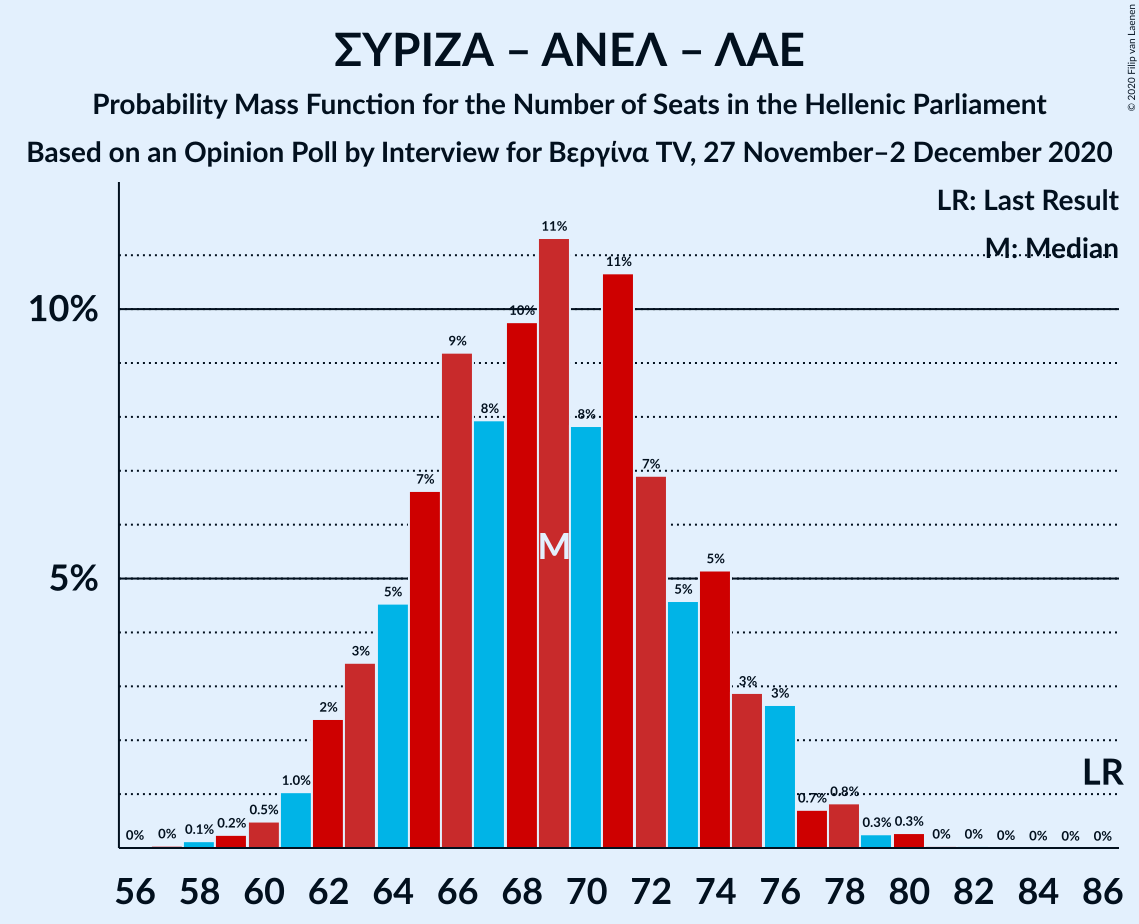 © 2020 Filip van Laenen
ΣΥΡΙΖΑ – ΑΝΕΛ – ΛΑΕ
Probability Mass Function for the Number of Seats in the Hellenic Parliament
Based on an Opinion Poll by Interview for Βεργίνα TV, 27 November–2 December 2020
LR: Last Result
M: Median
10%
5%
0% 0% 0.1% 0.2% 0.5% 1.0% 2% 3% 5% 7% 9% 8% 10% 11% 8% 11% 7% 5% 5% 3% 3% 0.7% 0.8% 0.3% 0.3% 0% 0% 0% 0% 0% 0%
M
LR
56 58 60 62 64 66 68 70 72 74 76 78 80 82 84 86